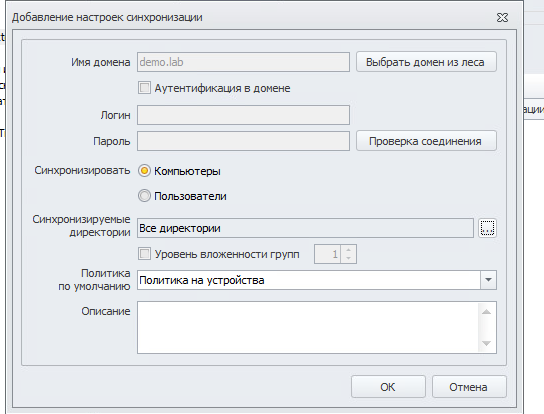 Добавление настроек синхронизации
Имя домена demo.lab Выбрать домен из леса
Аутентификация в домене
Логин
Пароль Проверка соединения
Синхронизировать Компьютеры
Пользователи
Синхронизируемые
директории Все директории ...
Уровень вложенности групп 1
Политика
по умолчанию Политика на устройства
Описание
OK Отмена